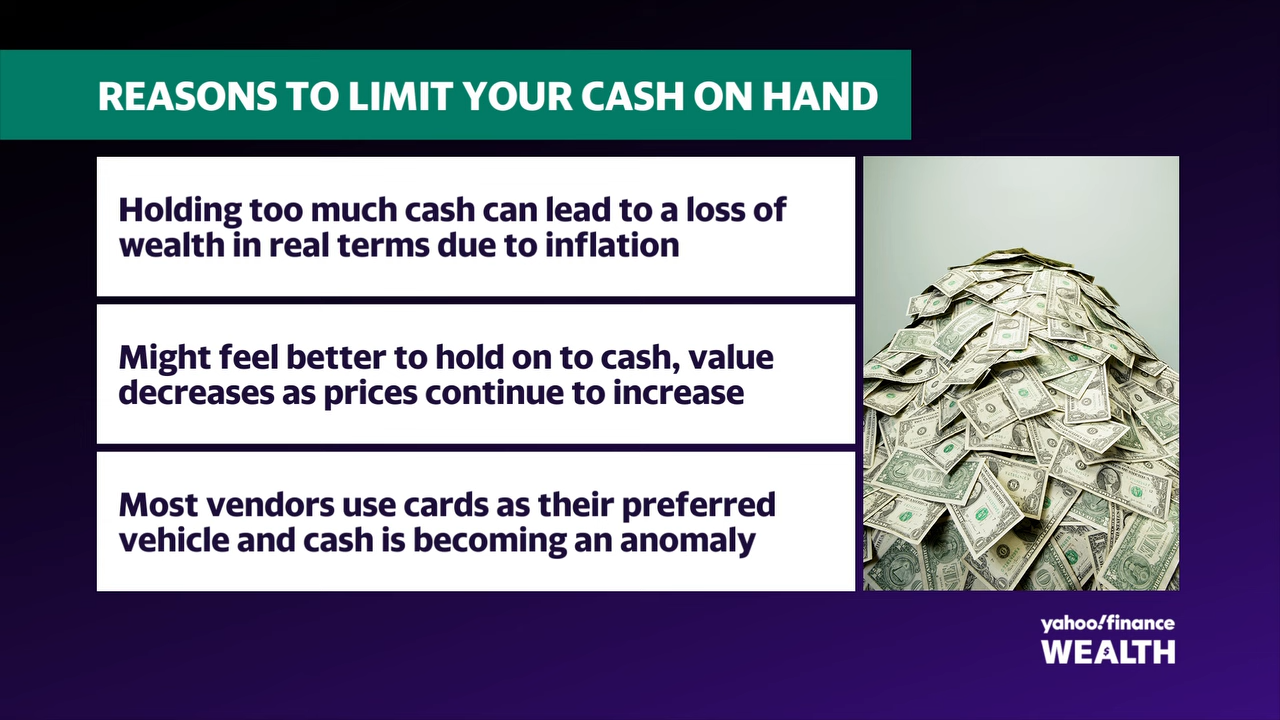 REASONS TO LIMIT YOUR CASH ON HAND
Holding too much cash can lead to a loss of
wealth in real terms due to inflation
Might feel better to hold on to cash, value
decreases as prices continue to increase
Most vendors use cards as their preferred
vehicle and cash is becoming an anomaly
yahoo!finance
WEALTH